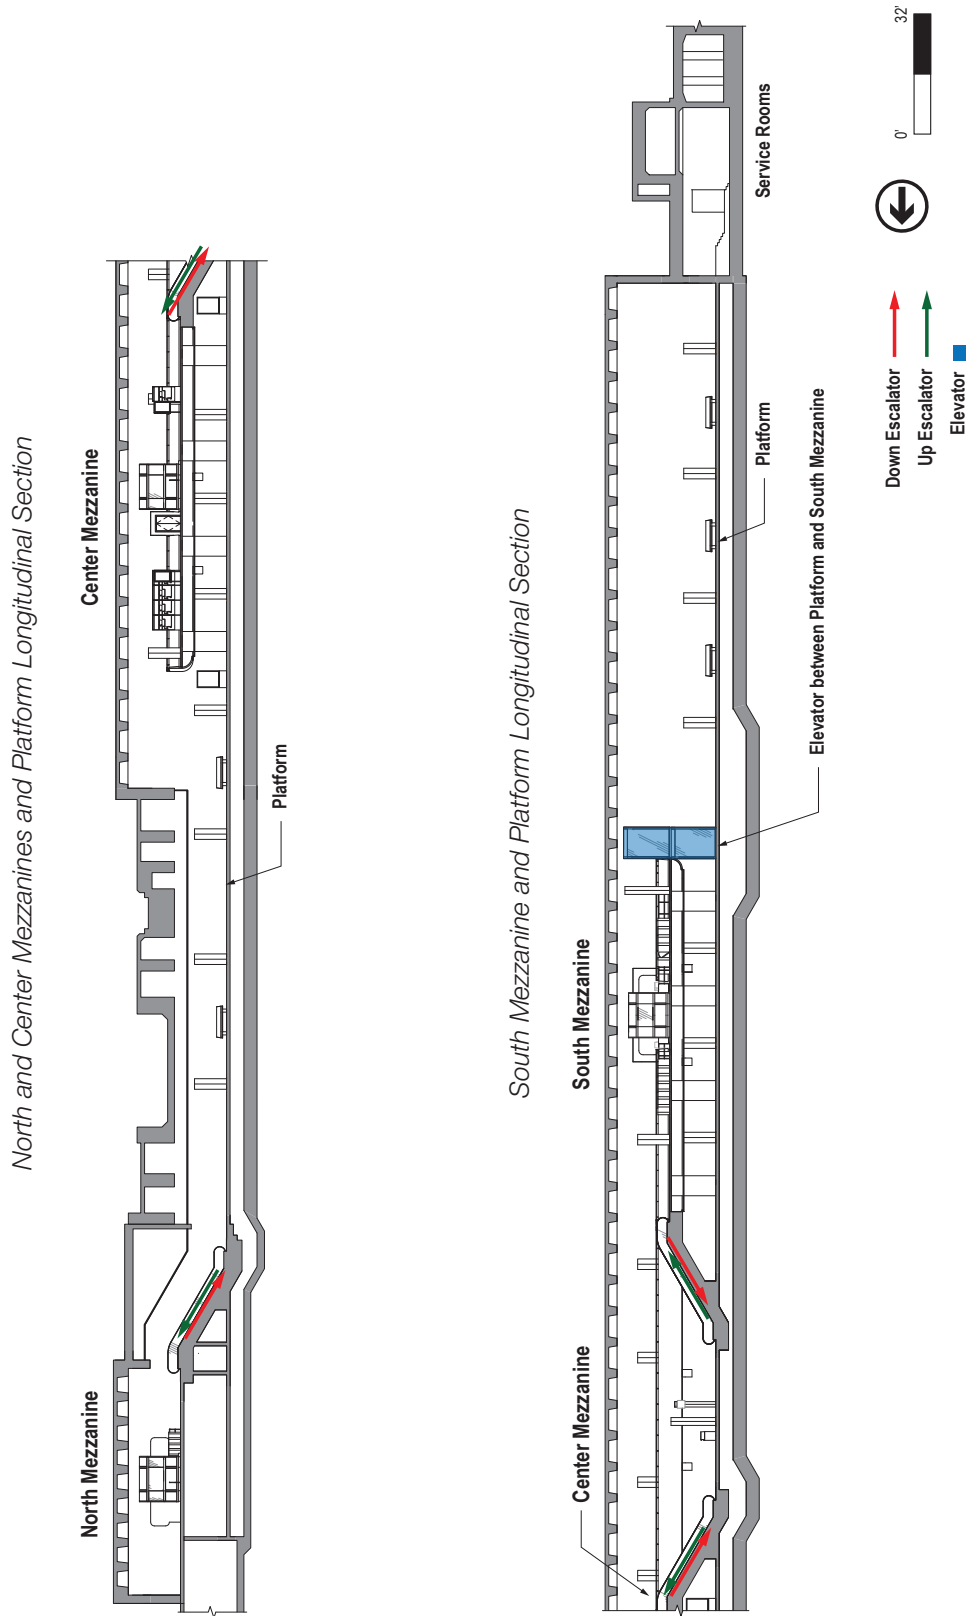 North and Center Mezzanines and Platform Longitudinal Section
North Mezzanine
Center Mezzanine
Platform
South Mezzanine and Platform Longitudinal Section
Center Mezzanine
South Mezzanine
Platform
Elevator between Platform and South Mezzanine
Service Rooms
Down Escalator
Up Escalator
Elevator
0' 32'